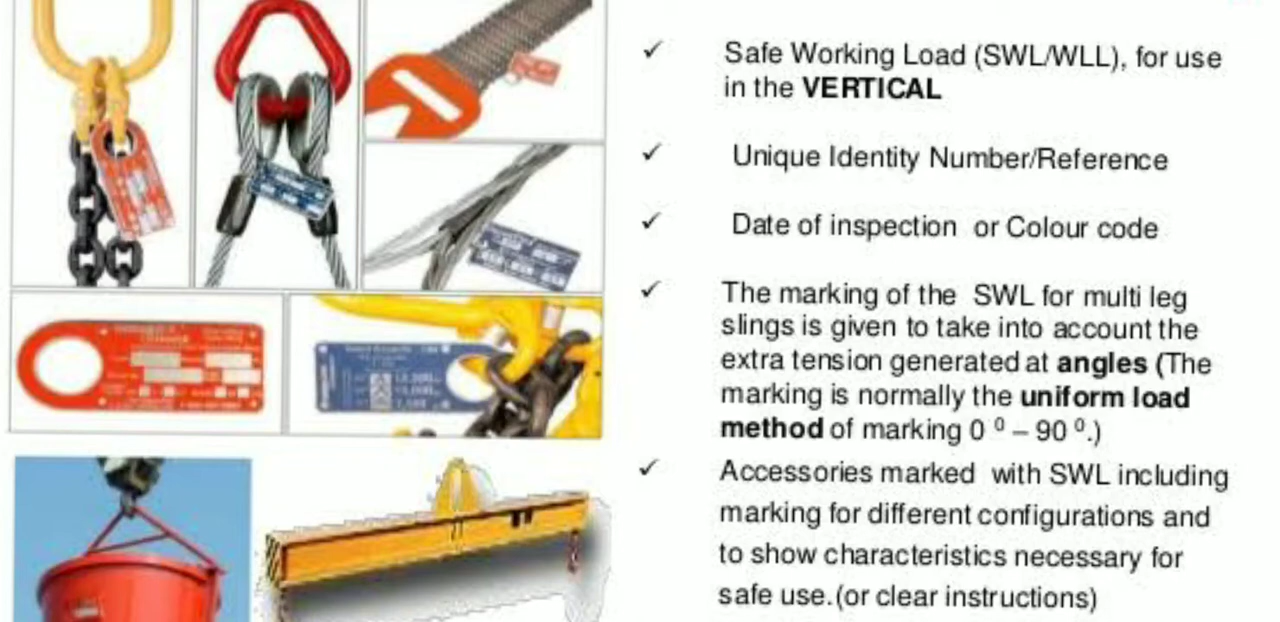 ✓ Safe Working Load (SWL/WLL), for use
in the VERTICAL
✓ Unique Identity Number/Reference
✓ Date of inspection or Colour code
✓ The marking of the SWL for multi leg
slings is given to take into account the
extra tension generated at angles (The
marking is normally the uniform load
method of marking 0 ⁰ – 90 ⁰.)
✓ Accessories marked with SWL including
marking for different configurations and
to show characteristics necessary for
safe use.(or clear instructions)